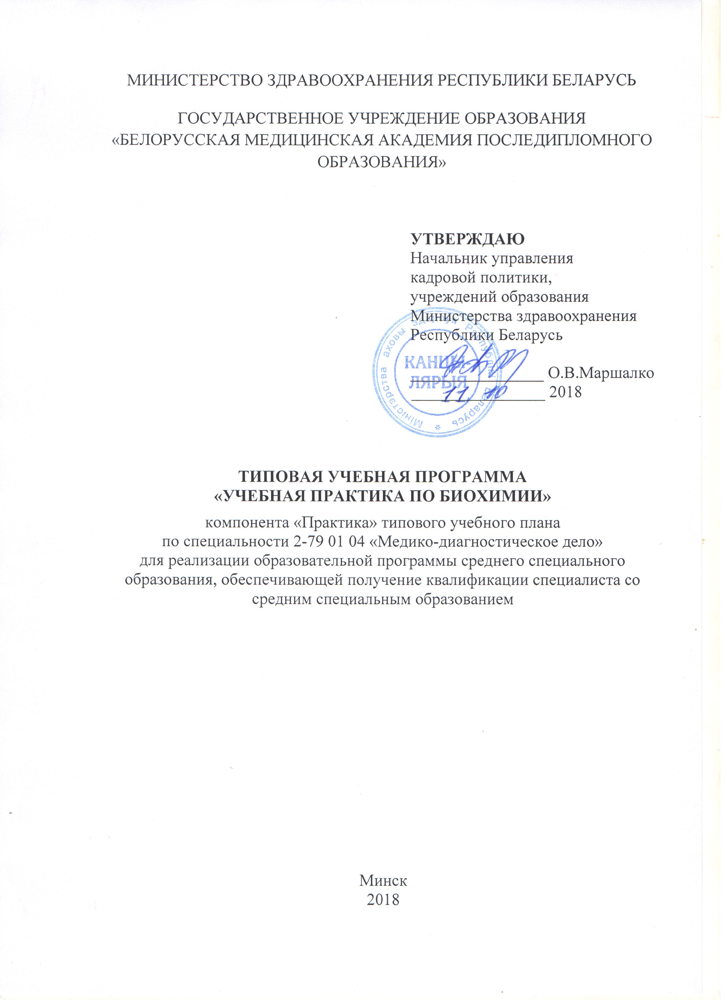 МИНИСТЕРСТВО ЗДРАВООХРАНЕНИЯ РЕСПУБЛИКИ БЕЛАРУСЬ
ГОСУДАРСТВЕННОЕ УЧРЕЖДЕНИЕ ОБРАЗОВАНИЯ
«БЕЛОРУССКАЯ МЕДИЦИНСКАЯ АКАДЕМИЯ ПОСЛЕДИПЛОМНОГО
ОБРАЗОВАНИЯ»
УТВЕРЖДАЮ
Начальник управления
кадровой политики,
учреждений образования
Министерства здравоохранения
Республики Беларусь
О.В.Маршалко
11. 10 2018
Міністэрства аховы здароўя Рэспублікі Беларусь
КАНЦЫ-
ЛЯРЫЯ
ТИПОВАЯ УЧЕБНАЯ ПРОГРАММА
«УЧЕБНАЯ ПРАКТИКА ПО БИОХИМИИ»
компонента «Практика» типового учебного плана
по специальности 2-79 01 04 «Медико-диагностическое дело»
для реализации образовательной программы среднего специального
образования, обеспечивающей получение квалификации специалиста со
средним специальным образованием
Минск
2018